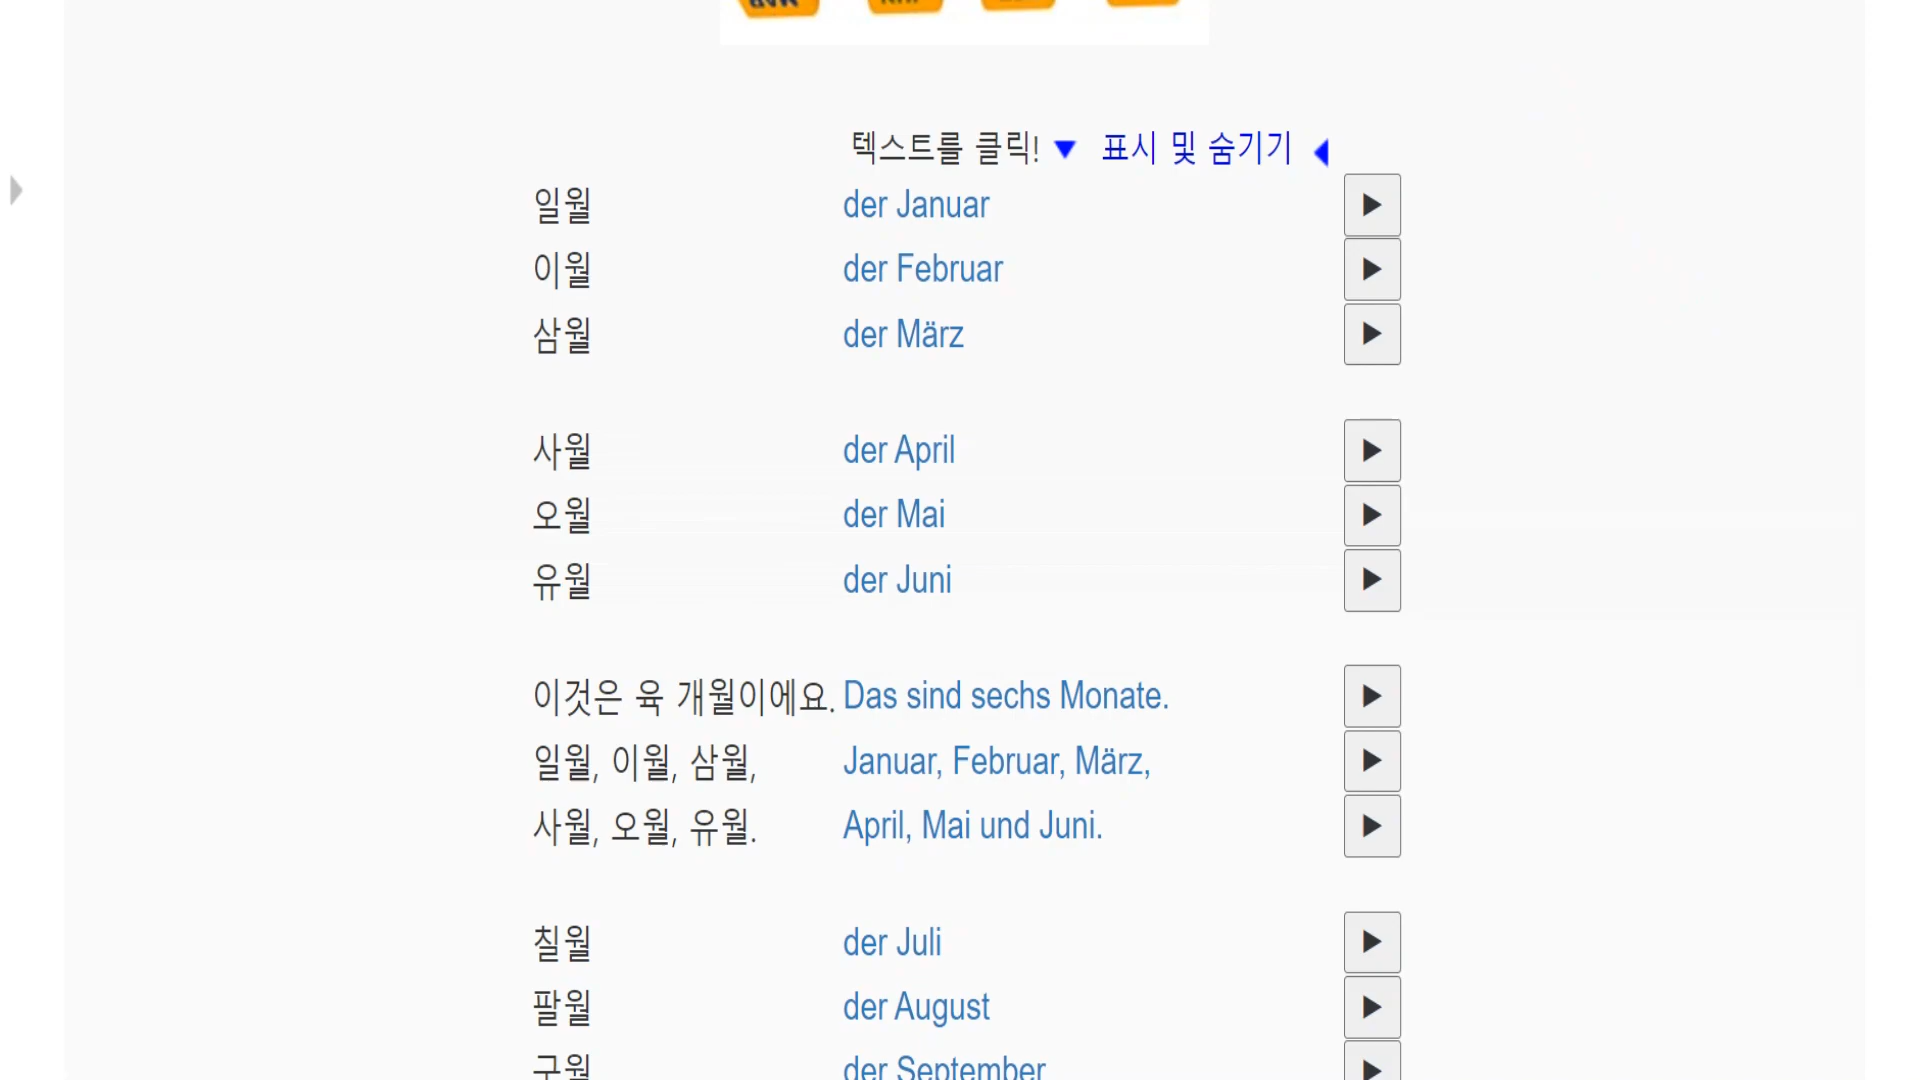 텍스트를 클릭! ▼ 표시 및 숨기기 ◀
일월 der Januar ▶
이월 der Februar ▶
삼월 der März ▶
사월 der April ▶
오월 der Mai ▶
유월 der Juni ▶
이것은 육 개월이에요. Das sind sechs Monate. ▶
일월, 이월, 삼월, Januar, Februar, März, ▶
사월, 오월, 유월. April, Mai und Juni. ▶
칠월 der Juli ▶
팔월 der August ▶
구월 der September ▶